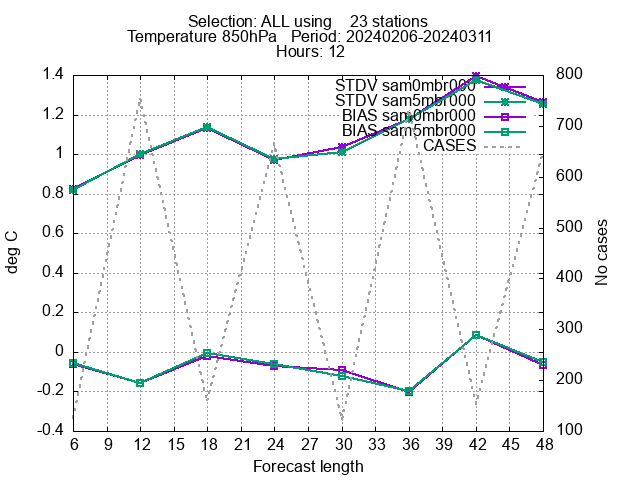 Selection: ALL using 23 stations
Temperature 850hPa Period: 20240206-20240311
Hours: 12
STDV sam0mbr000
STDV sam5mbr000
BIAS sam0mbr000
BIAS sam5mbr000
CASES
deg C
1.4
1.2
1
0.8
0.6
0.4
0.2
0
-0.2
-0.4
No cases
800
700
600
500
400
300
200
100
6 9 12 15 18 21 24 27 30 33 36 39 42 45 48
Forecast length